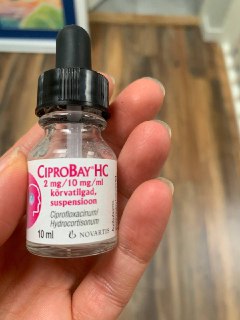 CIPROBAY® HC
2 mg/10 mg/ml
kõrvatilgad,
suspensioon
Ciprofloxacinum/
Hydrocortisonum
10 ml
NOVARTIS